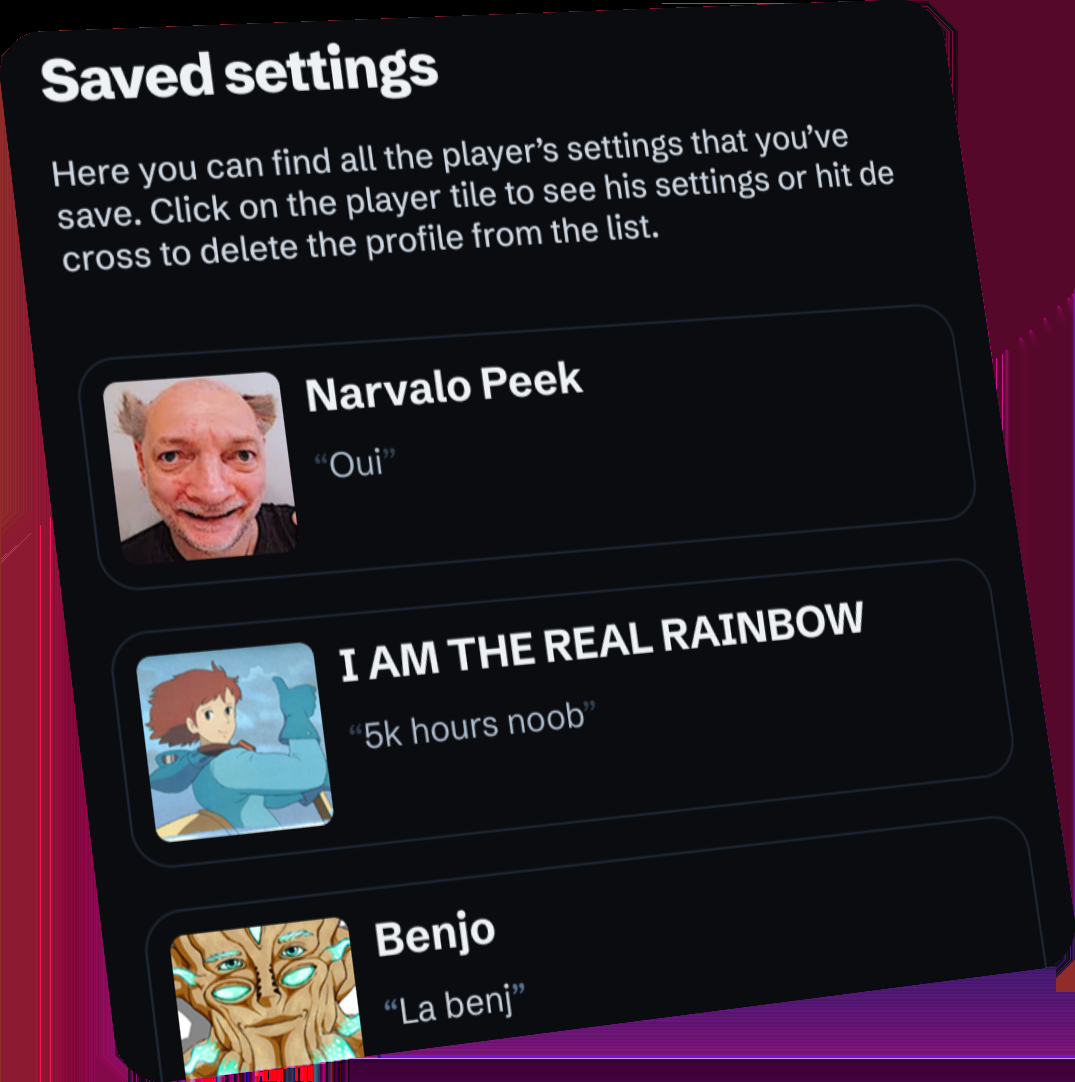 Saved settings
Here you can find all the player’s settings that you’ve
save. Click on the player tile to see his settings or hit de
cross to delete the profile from the list.
Narvalo Peek
“Oui”
I AM THE REAL RAINBOW
“5k hours noob”
Benjo
“La benj”